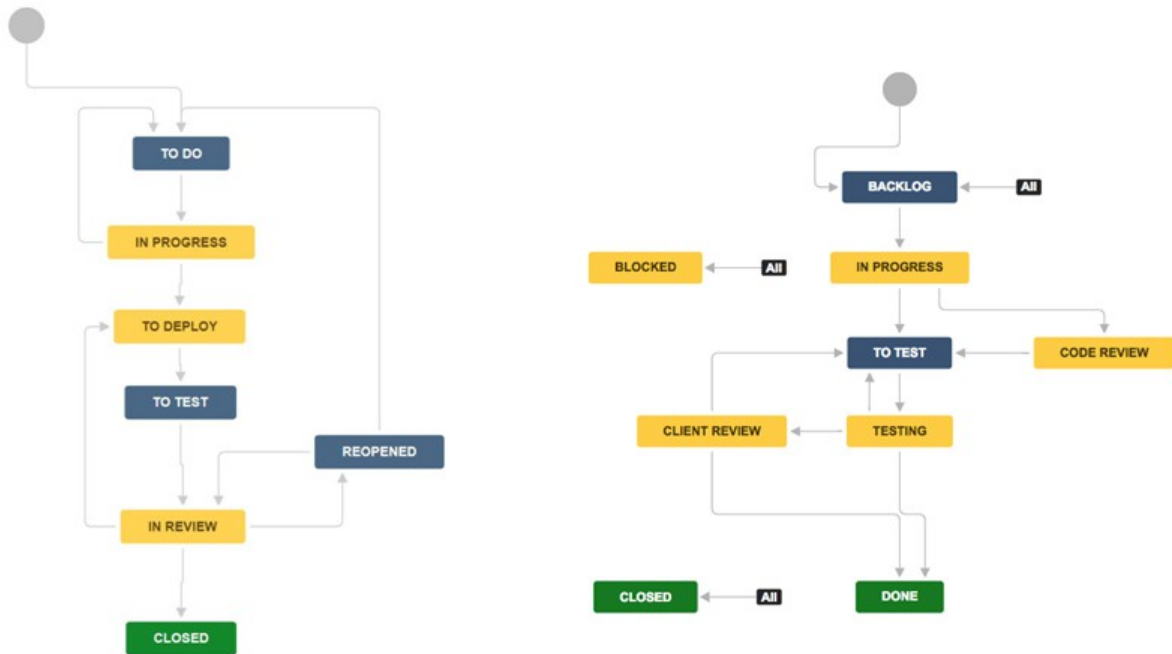 TO DO
IN PROGRESS
TO DEPLOY
TO TEST
REOPENED
IN REVIEW
CLOSED
BACKLOG
All
BLOCKED
All
IN PROGRESS
TO TEST
CODE REVIEW
CLIENT REVIEW
TESTING
CLOSED
All
DONE